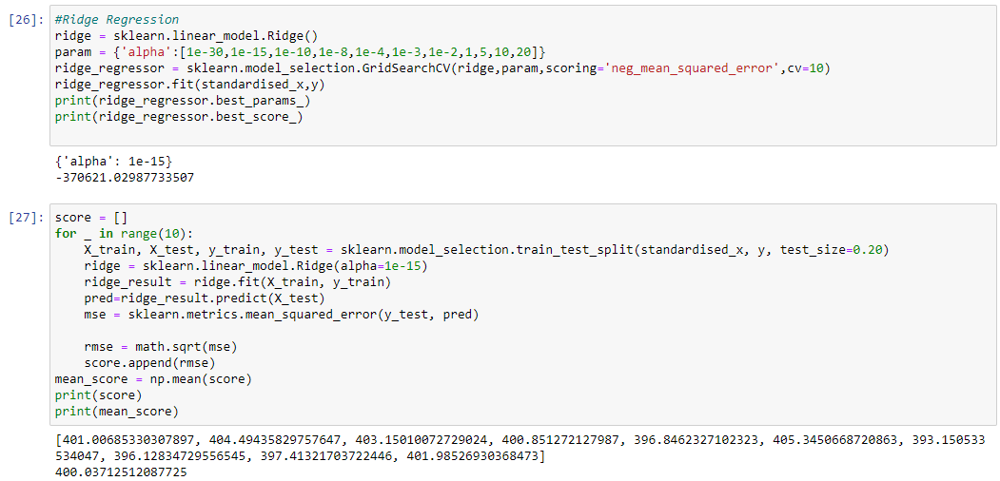 [26]: #Ridge Regression
ridge = sklearn.linear_model.Ridge()
param = {'alpha':[1e-30,1e-15,1e-10,1e-8,1e-4,1e-3,1e-2,1,5,10,20]}
ridge_regressor = sklearn.model_selection.GridSearchCV(ridge,param,scoring='neg_mean_squared_error',cv=10)
ridge_regressor.fit(standardised_x,y)
print(ridge_regressor.best_params_)
print(ridge_regressor.best_score_)
{'alpha': 1e-15}
-370621.02987733507
[27]: score = []
for _ in range(10):
    X_train, X_test, y_train, y_test = sklearn.model_selection.train_test_split(standardised_x, y, test_size=0.20)
    ridge = sklearn.linear_model.Ridge(alpha=1e-15)
    ridge_result = ridge.fit(X_train, y_train)
    pred=ridge_result.predict(X_test)
    mse = sklearn.metrics.mean_squared_error(y_test, pred)
    rmse = math.sqrt(mse)
    score.append(rmse)
mean_score = np.mean(score)
print(score)
print(mean_score)
[401.00685330307897, 404.49435829757647, 403.15010072729024, 400.851272127987, 396.8462327102323, 405.3450668720863, 393.150533
534047, 396.12834729556545, 397.41321703722446, 401.98526930368473]
400.03712512087725